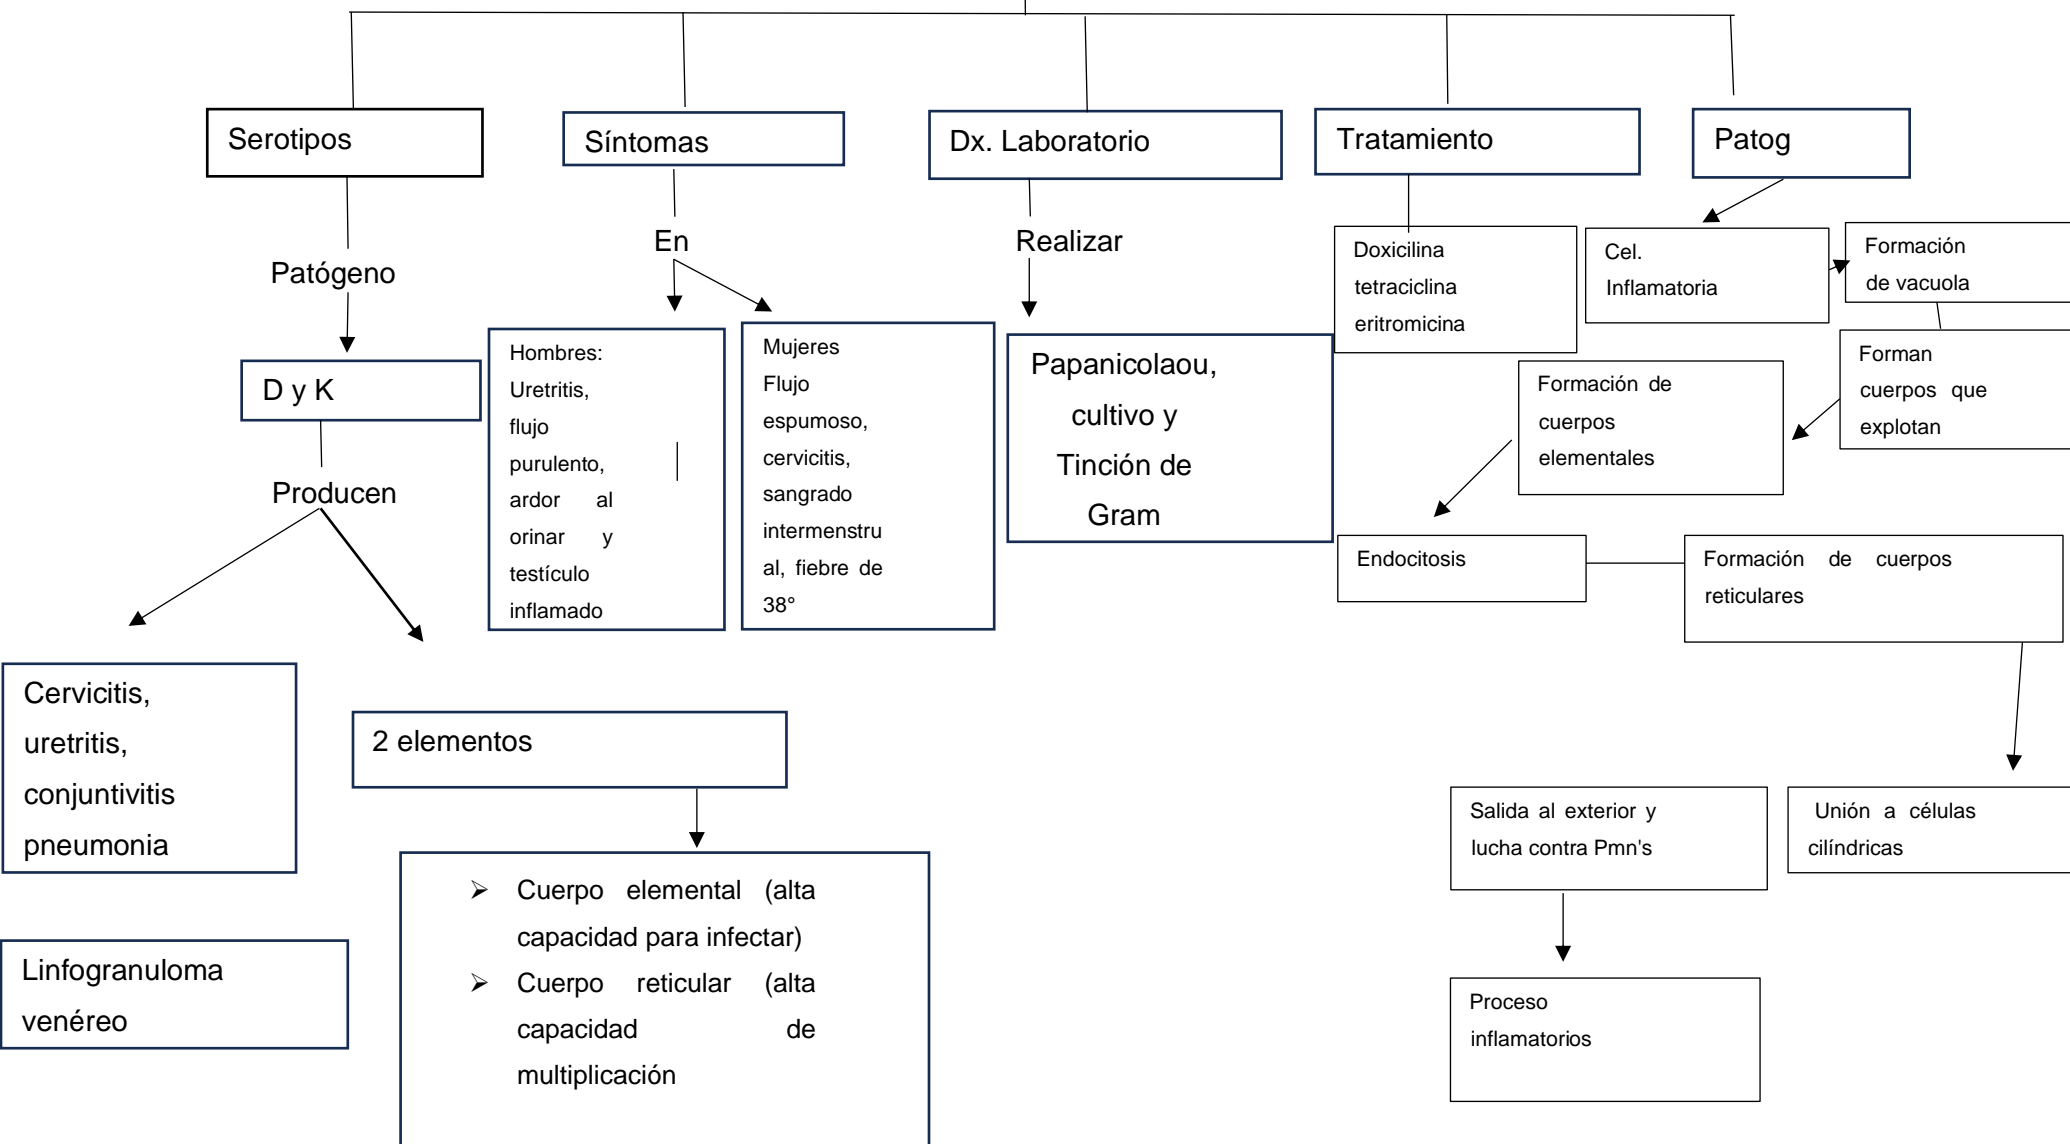 Serotipos
Síntomas
Dx. Laboratorio
Tratamiento
Patog
Patógeno
D y K
Producen
Cervicitis,
uretritis,
conjuntivitis
pneumonia
Linfogranuloma
venéreo
2 elementos
➢ Cuerpo elemental (alta
capacidad para infectar)
➢ Cuerpo reticular (alta
capacidad de
multiplicación
En
Hombres:
Uretritis,
flujo
purulento,
ardor al
orinar y
testículo
inflamado
Mujeres
Flujo
espumoso,
cervicitis,
sangrado
intermenstru
al, fiebre de
38°
Realizar
Papanicolaou,
cultivo y
Tinción de
Gram
Doxicilina
tetraciclina
eritromicina
Cel.
Inflamatoria
Formación
de vacuola
Forman
cuerpos que
explotan
Formación de
cuerpos
elementales
Endocitosis
Formación de cuerpos
reticulares
Unión a células
cilíndricas
Salida al exterior y
lucha contra Pmn's
Proceso
inflamatorios